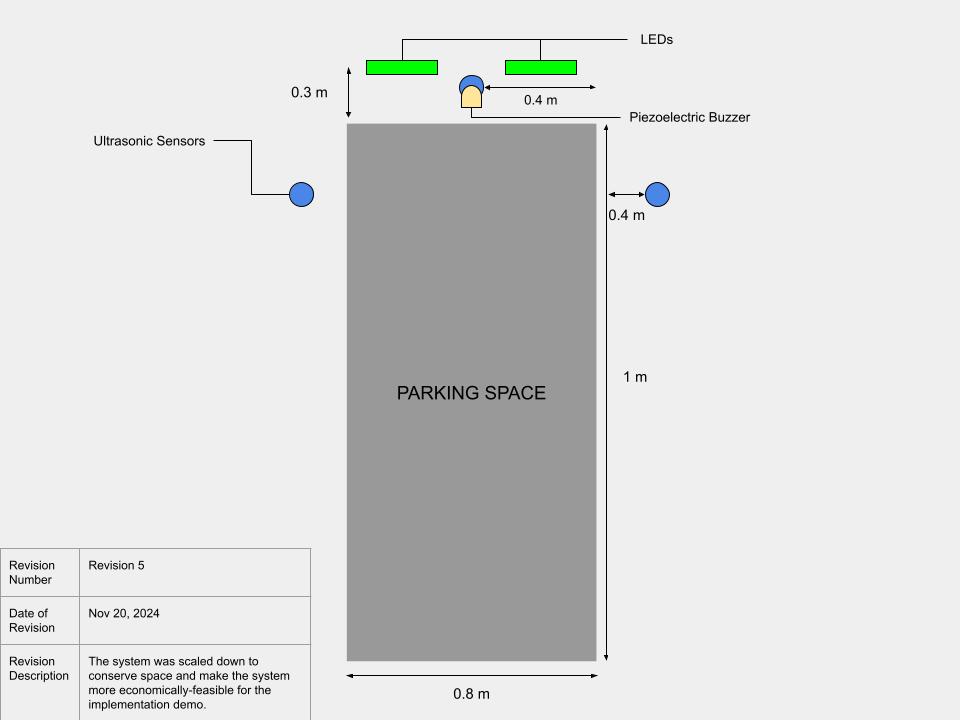 LEDs
0.3 m
0.4 m
Piezoelectric Buzzer
Ultrasonic Sensors
0.4 m
1 m
PARKING SPACE
0.8 m
Revision
Number
Revision 5
Date of
Revision
Nov 20, 2024
Revision
Description
The system was scaled down to
conserve space and make the system
more economically-feasible for the
implementation demo.